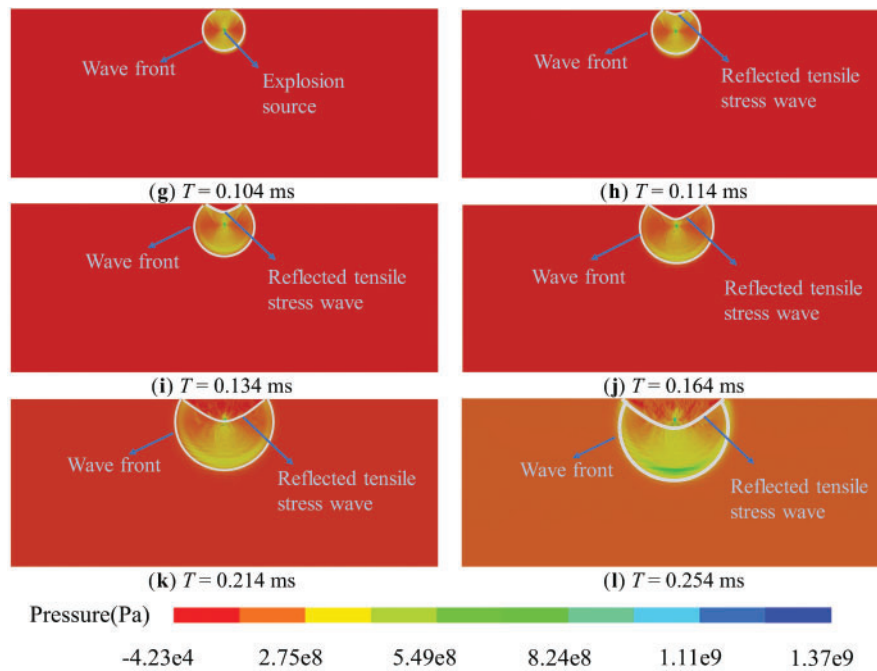 Wave front
Explosion
source
Wave front
Reflected tensile
stress wave
(g) T = 0.104 ms
(h) T = 0.114 ms
Wave front
Reflected tensile
stress wave
Wave front
Reflected tensile
stress wave
(i) T = 0.134 ms
(j) T = 0.164 ms
Wave front
Reflected tensile
stress wave
Wave front
Reflected tensile
stress wave
(k) T = 0.214 ms
(l) T = 0.254 ms
Pressure(Pa)
-4.23e4 2.75e8 5.49e8 8.24e8 1.11e9 1.37e9